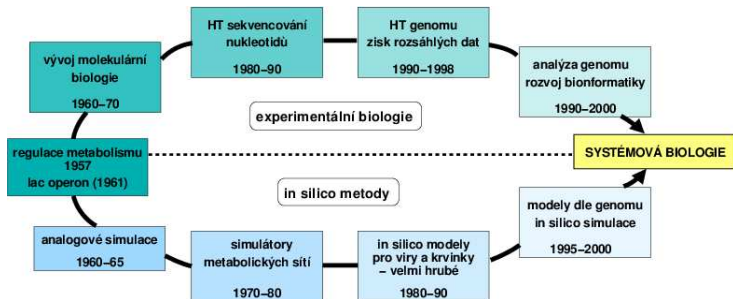 vývoj molekulární
biologie
1960–70
HT sekvencování
nukleotidů
1980–90
HT genomu
zisk rozsáhlých dat
1990–1998
analýza genomu
rozvoj bionformatiky
1990–2000
experimentální biologie
regulace metabolismu
1957
lac operon (1961)
SYSTÉMOVÁ BIOLOGIE
in silico metody
analogové simulace
1960–65
simulátory
metabolických sítí
1970–80
in silico modely
pro viry a krvinky
– velmi hrubé
1980–90
modely dle genomu
in silico simulace
1995–2000